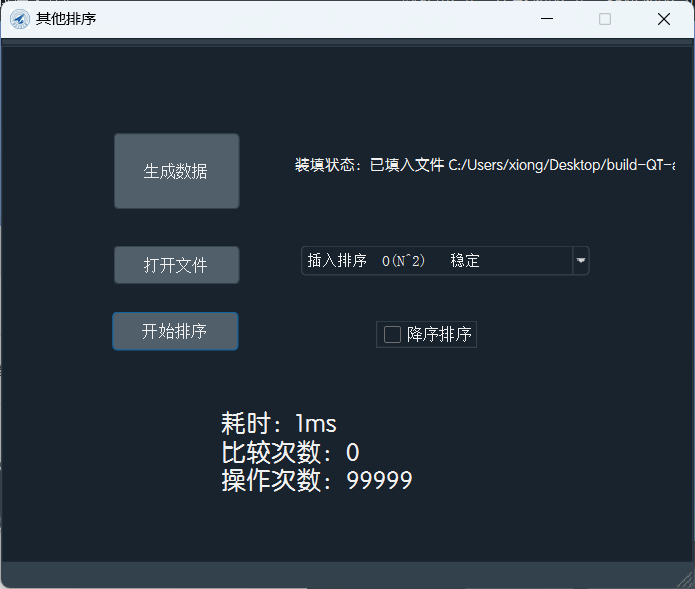 其他排序
生成数据
装填状态：已填入文件 C:/Users/xiong/Desktop/build-QT-a
打开文件
插入排序 O(N^2) 稳定
开始排序
降序排序
耗时：1ms
比较次数：0
操作次数：99999